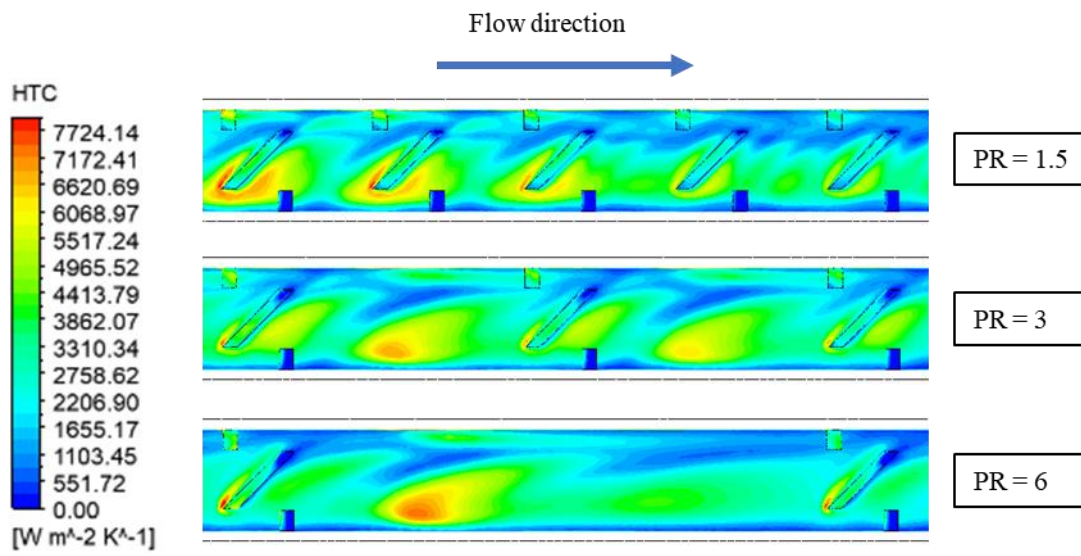 Flow direction
HTC
7724.14
7172.41
6620.69
6068.97
5517.24
4965.52
4413.79
3862.07
3310.34
2758.62
2206.90
1655.17
1103.45
551.72
0.00
[W m^-2 K^-1]
PR = 1.5
PR = 3
PR = 6